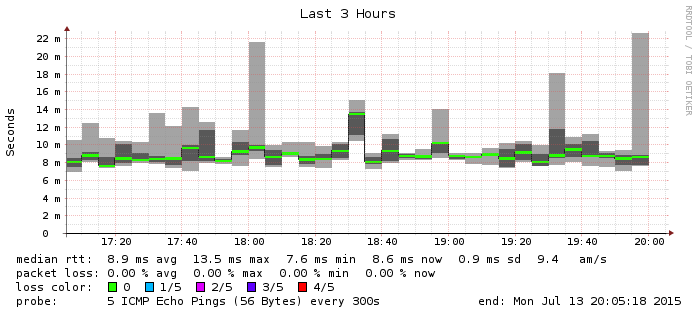 Last 3 Hours
RRDTOOL / TOBI OETIKER
Seconds
22 m
20 m
18 m
16 m
14 m
12 m
10 m
8 m
6 m
4 m
2 m
0
17:20 17:40 18:00 18:20 18:40 19:00 19:20 19:40 20:00
median rtt: 8.9 ms avg 13.5 ms max 7.6 ms min 8.6 ms now 0.9 ms sd 9.4 am/s
packet loss: 0.00 % avg 0.00 % max 0.00 % min 0.00 % now
loss color: 0 1/5 2/5 3/5 4/5
probe: 5 ICMP Echo Pings (56 Bytes) every 300s end: Mon Jul 13 20:05:18 2015